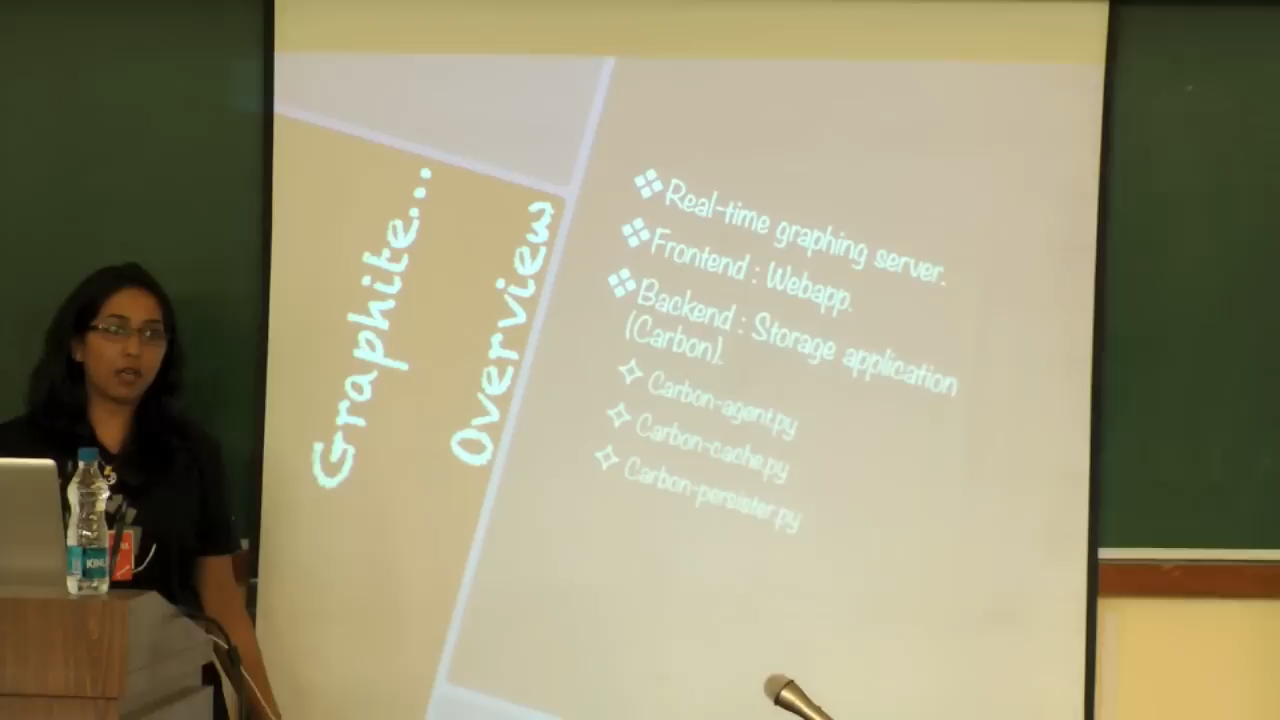 Graphite...
Overview
Real-time graphing server.
Frontend : Webapp.
Backend : Storage application
(Carbon).
Carbon-agent.py
Carbon-cache.py
Carbon-persister.py